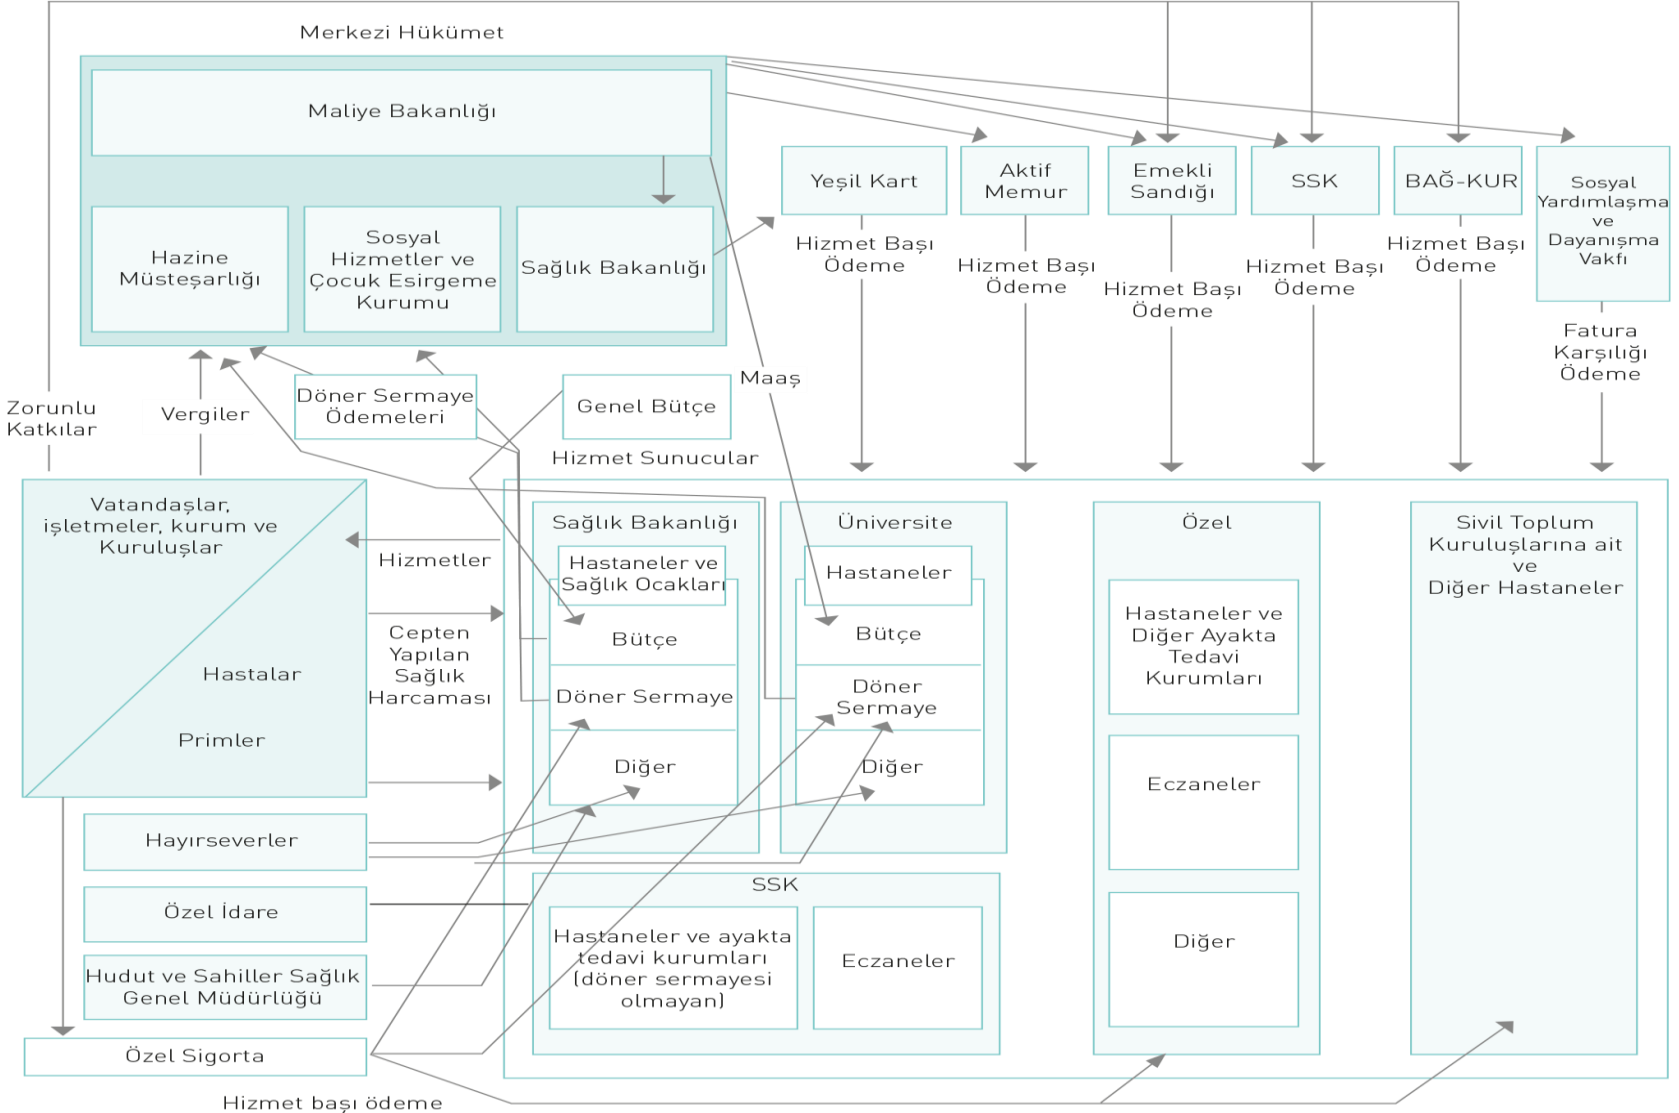 Merkezi Hükümet
Maliye Bakanlığı
Hazine
Müsteşarlığı
Sosyal
Hizmetler ve
Çocuk Esirgeme
Kurumu
Sağlık Bakanlığı
Yeşil Kart
Aktif
Memur
Emekli
Sandığı
SSK
BAĞ-KUR
Sosyal
Yardımlaşma
ve
Dayanışma
Vakfı
Hizmet Başı
Ödeme
Hizmet Başı
Ödeme
Hizmet Başı
Ödeme
Hizmet Başı
Ödeme
Hizmet Başı
Ödeme
Fatura
Karşılığı
Ödeme
Zorunlu
Katkılar
Vergiler
Döner Sermaye
Ödemeleri
Genel Bütçe
Maaş
Hizmet Sunucular
Vatandaşlar,
işletmeler, kurum ve
Kuruluşlar
Hastalar
Primler
Hizmetler
Cepten
Yapılan
Sağlık
Harcaması
Sağlık Bakanlığı
Hastaneler ve
Sağlık Ocakları
Bütçe
Döner Sermaye
Diğer
Üniversite
Hastaneler
Bütçe
Döner
Sermaye
Diğer
Özel
Hastaneler ve
Diğer Ayakta
Tedavi
Kurumları
Eczaneler
Diğer
Sivil Toplum
Kuruluşlarına ait
ve
Diğer Hastaneler
Hayırseverler
Özel İdare
Hudut ve Sahiller Sağlık
Genel Müdürlüğü
Özel Sigorta
SSK
Hastaneler ve ayakta
tedavi kurumları
(döner sermayesi
olmayan)
Eczaneler
Hizmet başı ödeme